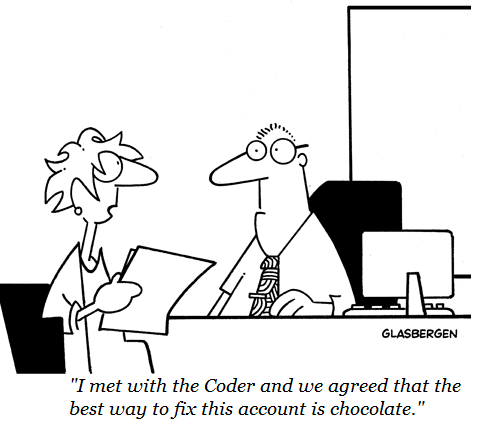 GLASBERGEN
"I met with the Coder and we agreed that the
best way to fix this account is chocolate."